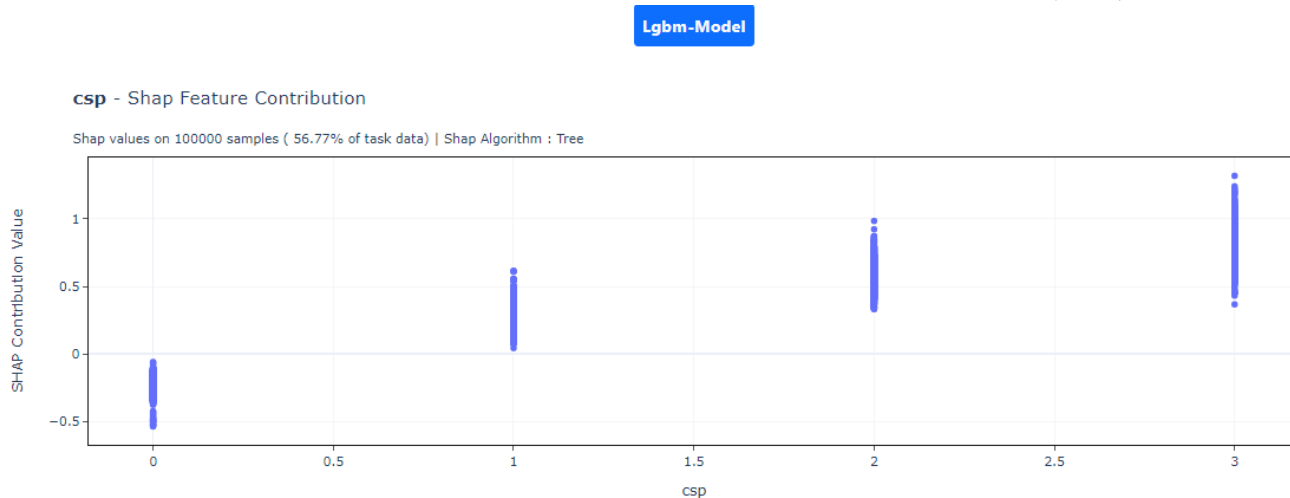 Lgbm-Model
csp - Shap Feature Contribution
Shap values on 100000 samples ( 56.77% of task data) | Shap Algorithm : Tree
SHAP Contribution Value
1
0.5
0
−0.5
0
0.5
1
1.5
2
2.5
3
csp